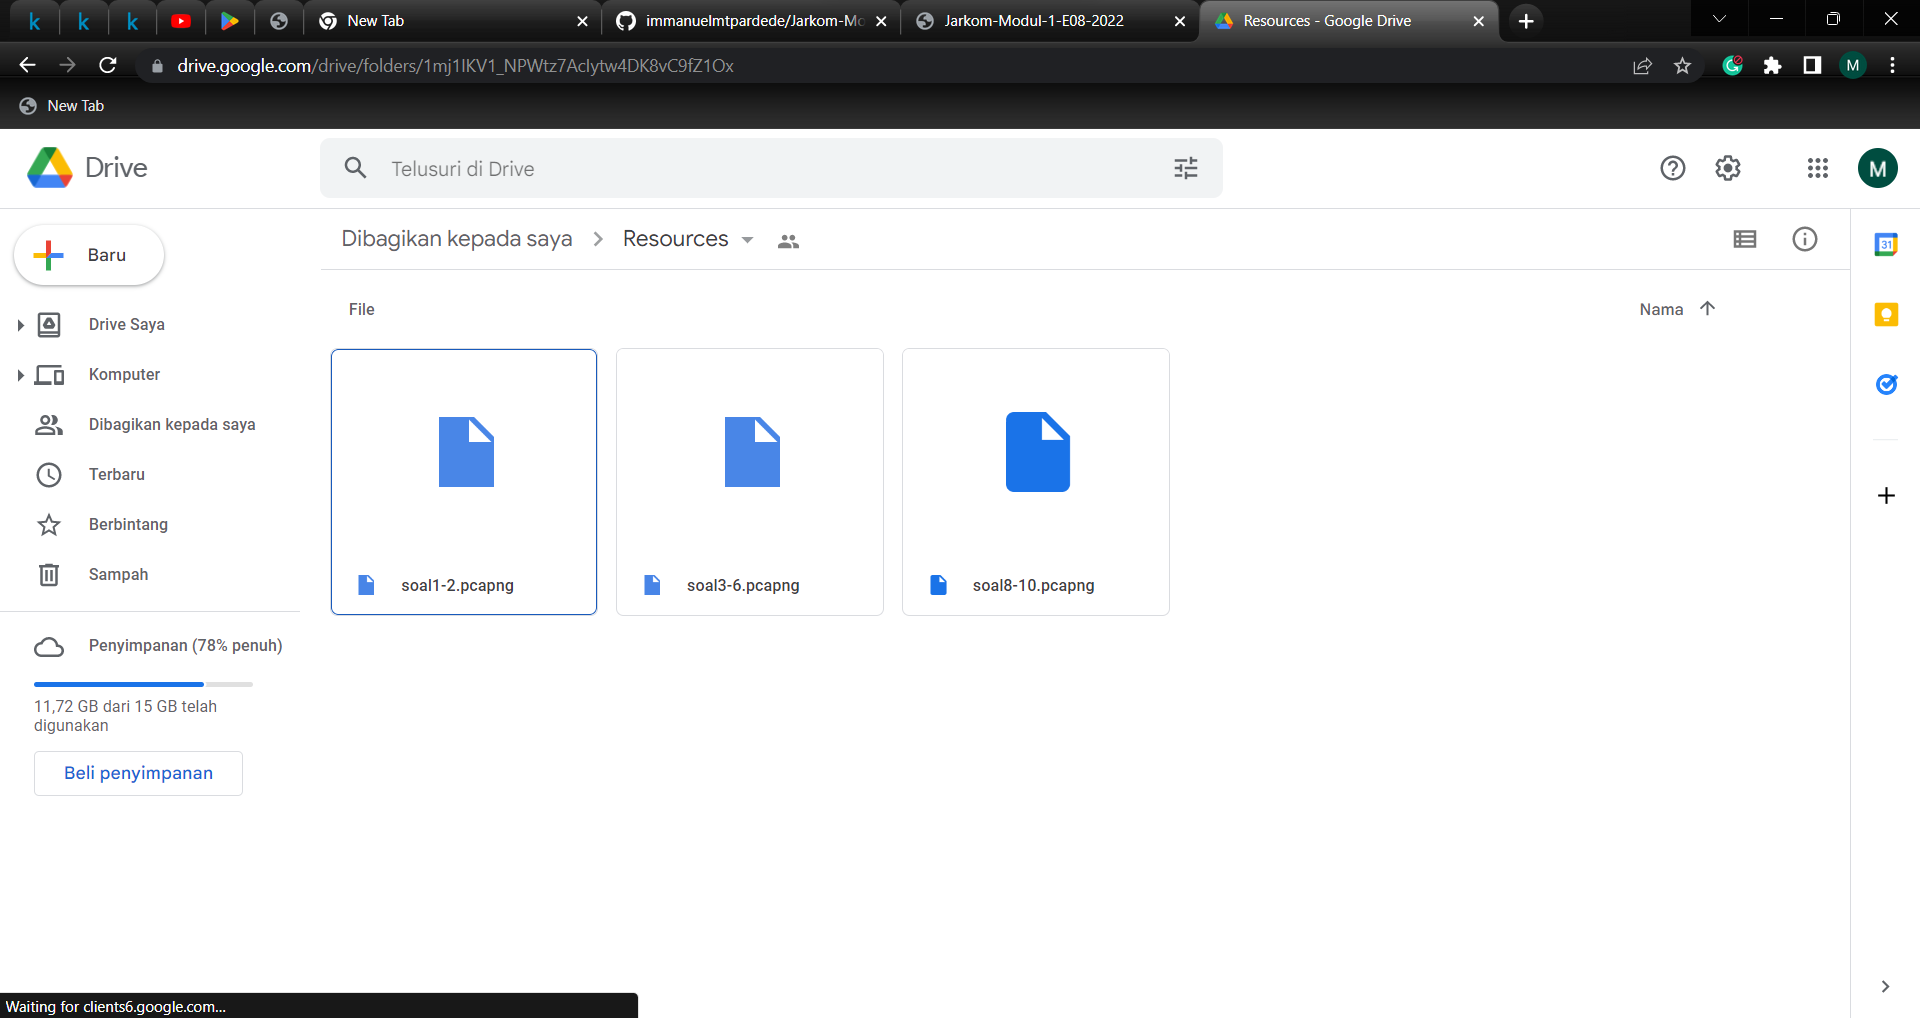 k
k
k
New Tab
immanuelmtpardede/Jarkom-Mo
Jarkom-Modul-1-E08-2022
Resources - Google Drive
drive.google.com/drive/folders/1mj1IKV1_NPWtz7AcIytw4DK8vC9fZ1Ox
M
New Tab
Drive
Telusuri di Drive
M
Baru
Dibagikan kepada saya
Resources
31
Drive Saya
Komputer
Dibagikan kepada saya
Terbaru
Berbintang
Sampah
Penyimpanan (78% penuh)
11,72 GB dari 15 GB telah
digunakan
Beli penyimpanan
File
Nama
soal1-2.pcapng
soal3-6.pcapng
soal8-10.pcapng
Waiting for clients6.google.com...